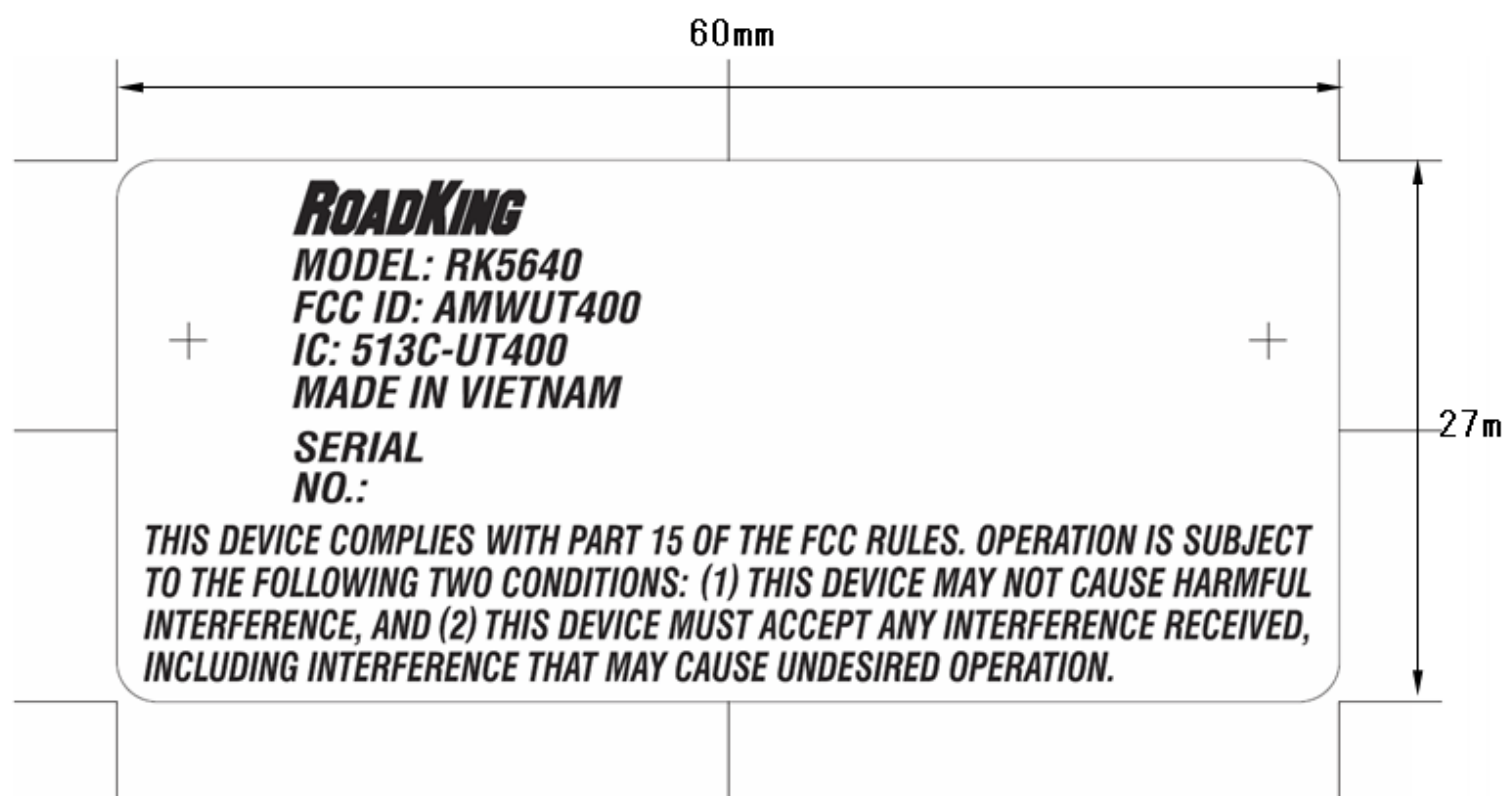 60mm
ROADKING
MODEL: RK5640
FCC ID: AMWUT400
IC: 513C-UT400
MADE IN VIETNAM
27m
SERIAL
NO.:
THIS DEVICE COMPLIES WITH PART 15 OF THE FCC RULES. OPERATION IS SUBJECT
TO THE FOLLOWING TWO CONDITIONS: (1) THIS DEVICE MAY NOT CAUSE HARMFUL
INTERFERENCE, AND (2) THIS DEVICE MUST ACCEPT ANY INTERFERENCE RECEIVED,
INCLUDING INTERFERENCE THAT MAY CAUSE UNDESIRED OPERATION.